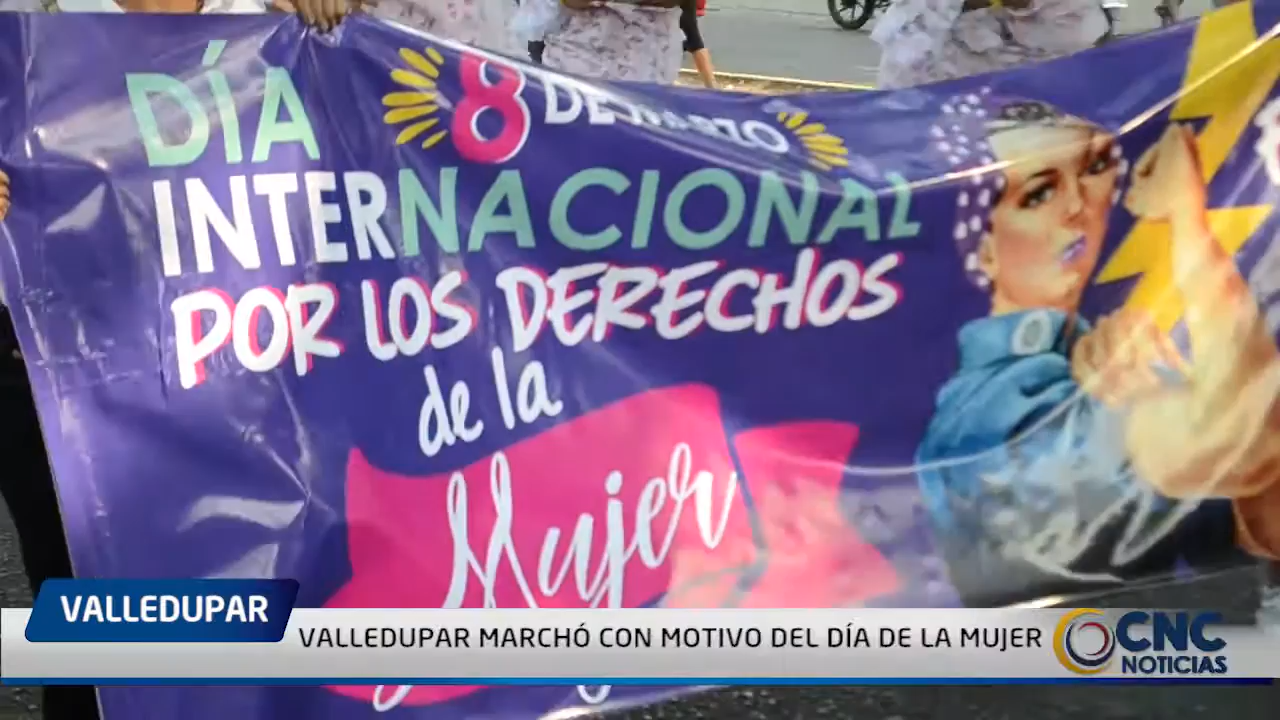 DÍA
8 DE MARZO
INTERNACIONAL
POR LOS DERECHOS
de la
Mujer
VALLEDUPAR
VALLEDUPAR MARCHÓ CON MOTIVO DEL DÍA DE LA MUJER
CNC
NOTICIAS